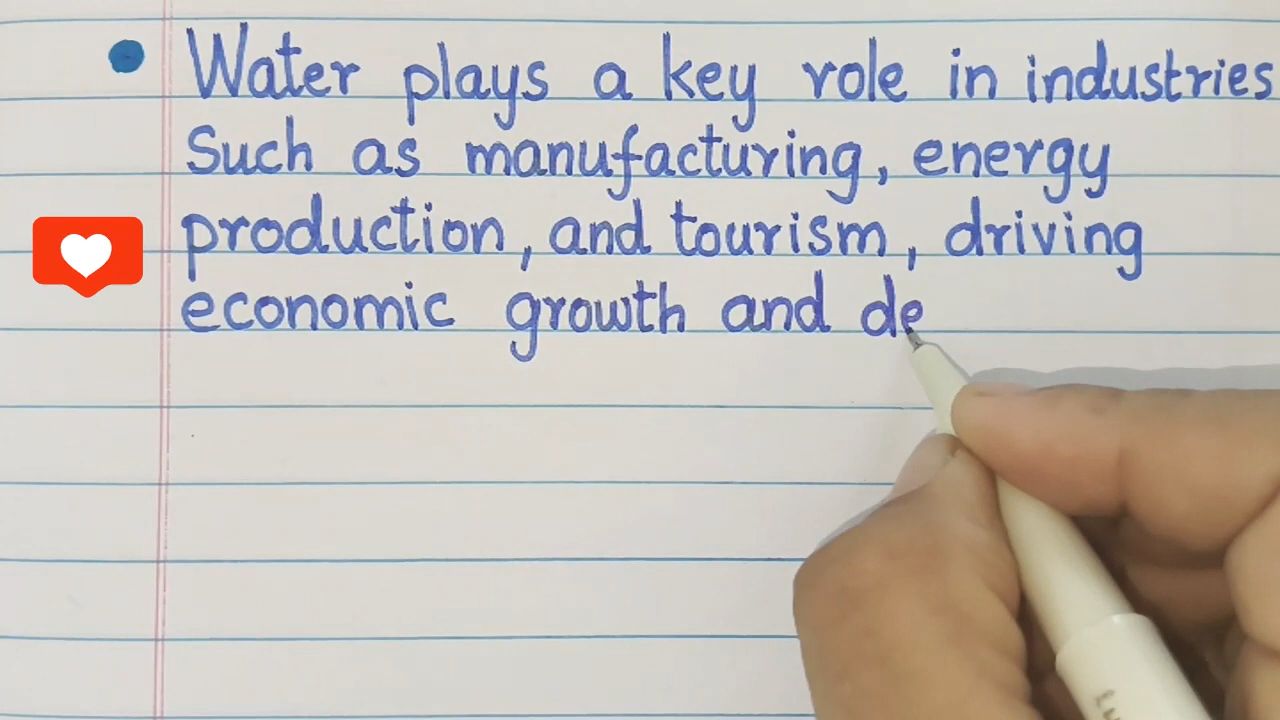 Water plays a key role in industries
Such as manufacturing, energy
production, and tourism, driving
economic growth and de